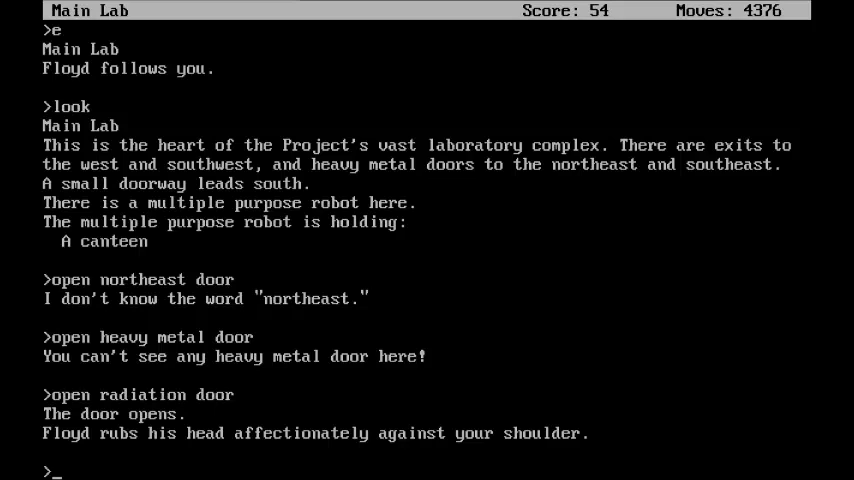 Main Lab Score: 54 Moves: 4376
>e
Main Lab
Floyd follows you.
>look
Main Lab
This is the heart of the Project's vast laboratory complex. There are exits to
the west and southwest, and heavy metal doors to the northeast and southeast.
A small doorway leads south.
There is a multiple purpose robot here.
The multiple purpose robot is holding:
A canteen
>open northeast door
I don't know the word "northeast."
>open heavy metal door
You can't see any heavy metal door here!
>open radiation door
The door opens.
Floyd rubs his head affectionately against your shoulder.
>_